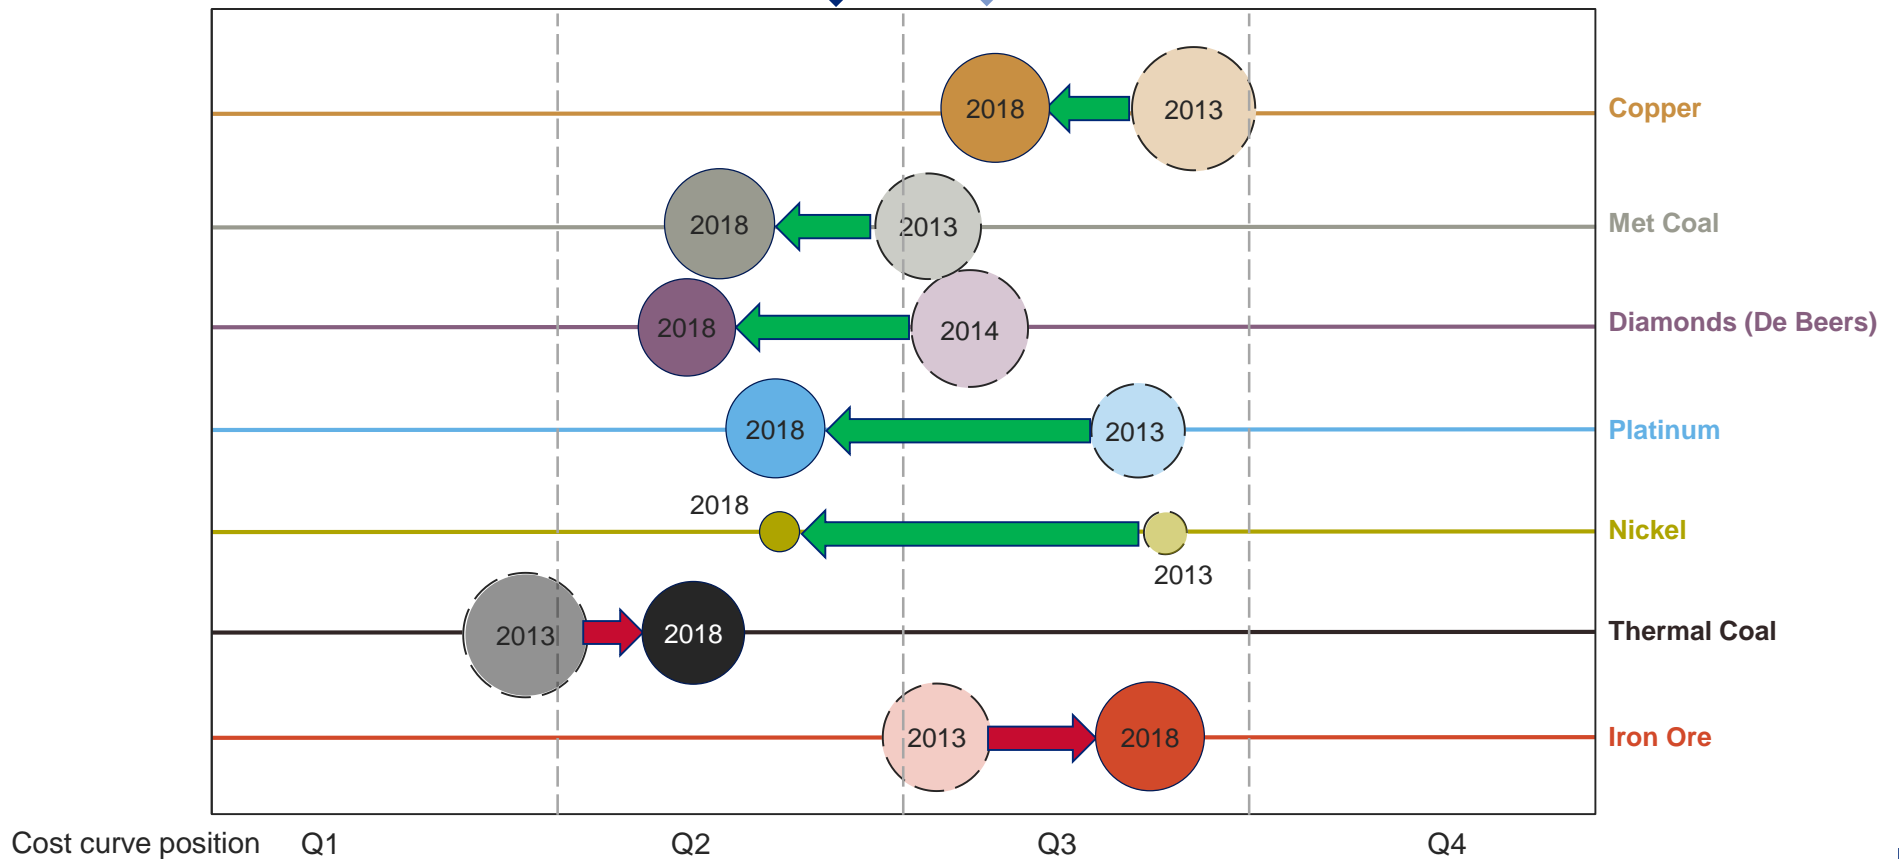 2018 2013 Copper
2018 2013 Met Coal
2018 2014 Diamonds (De Beers)
2018 2013 Platinum
2018
Nickel
2013
2013 2018 Thermal Coal
2013 2018 Iron Ore
Cost curve position Q1 Q2 Q3 Q4